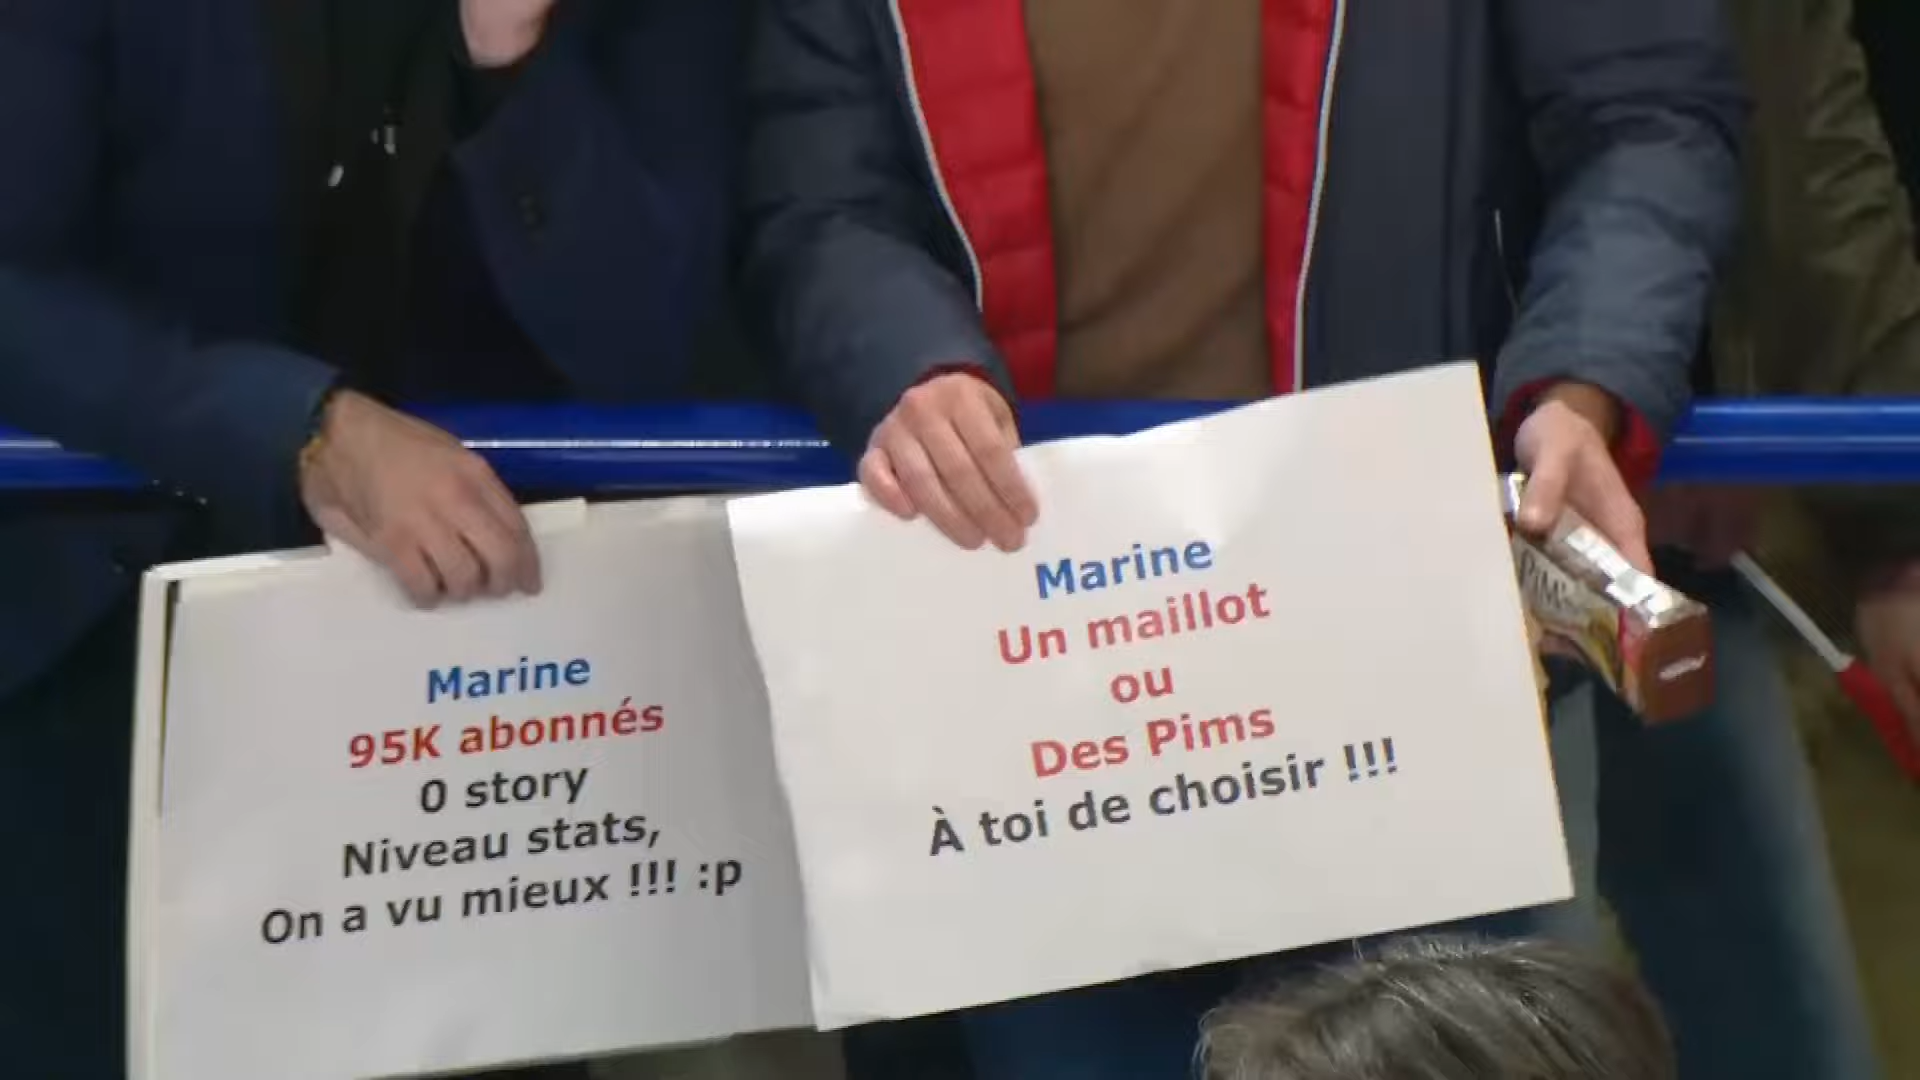 Marine
95K abonnés
0 story
Niveau stats,
On a vu mieux !!! :p
Marine
Un maillot
ou
Des Pims
À toi de choisir !!!
PiM's